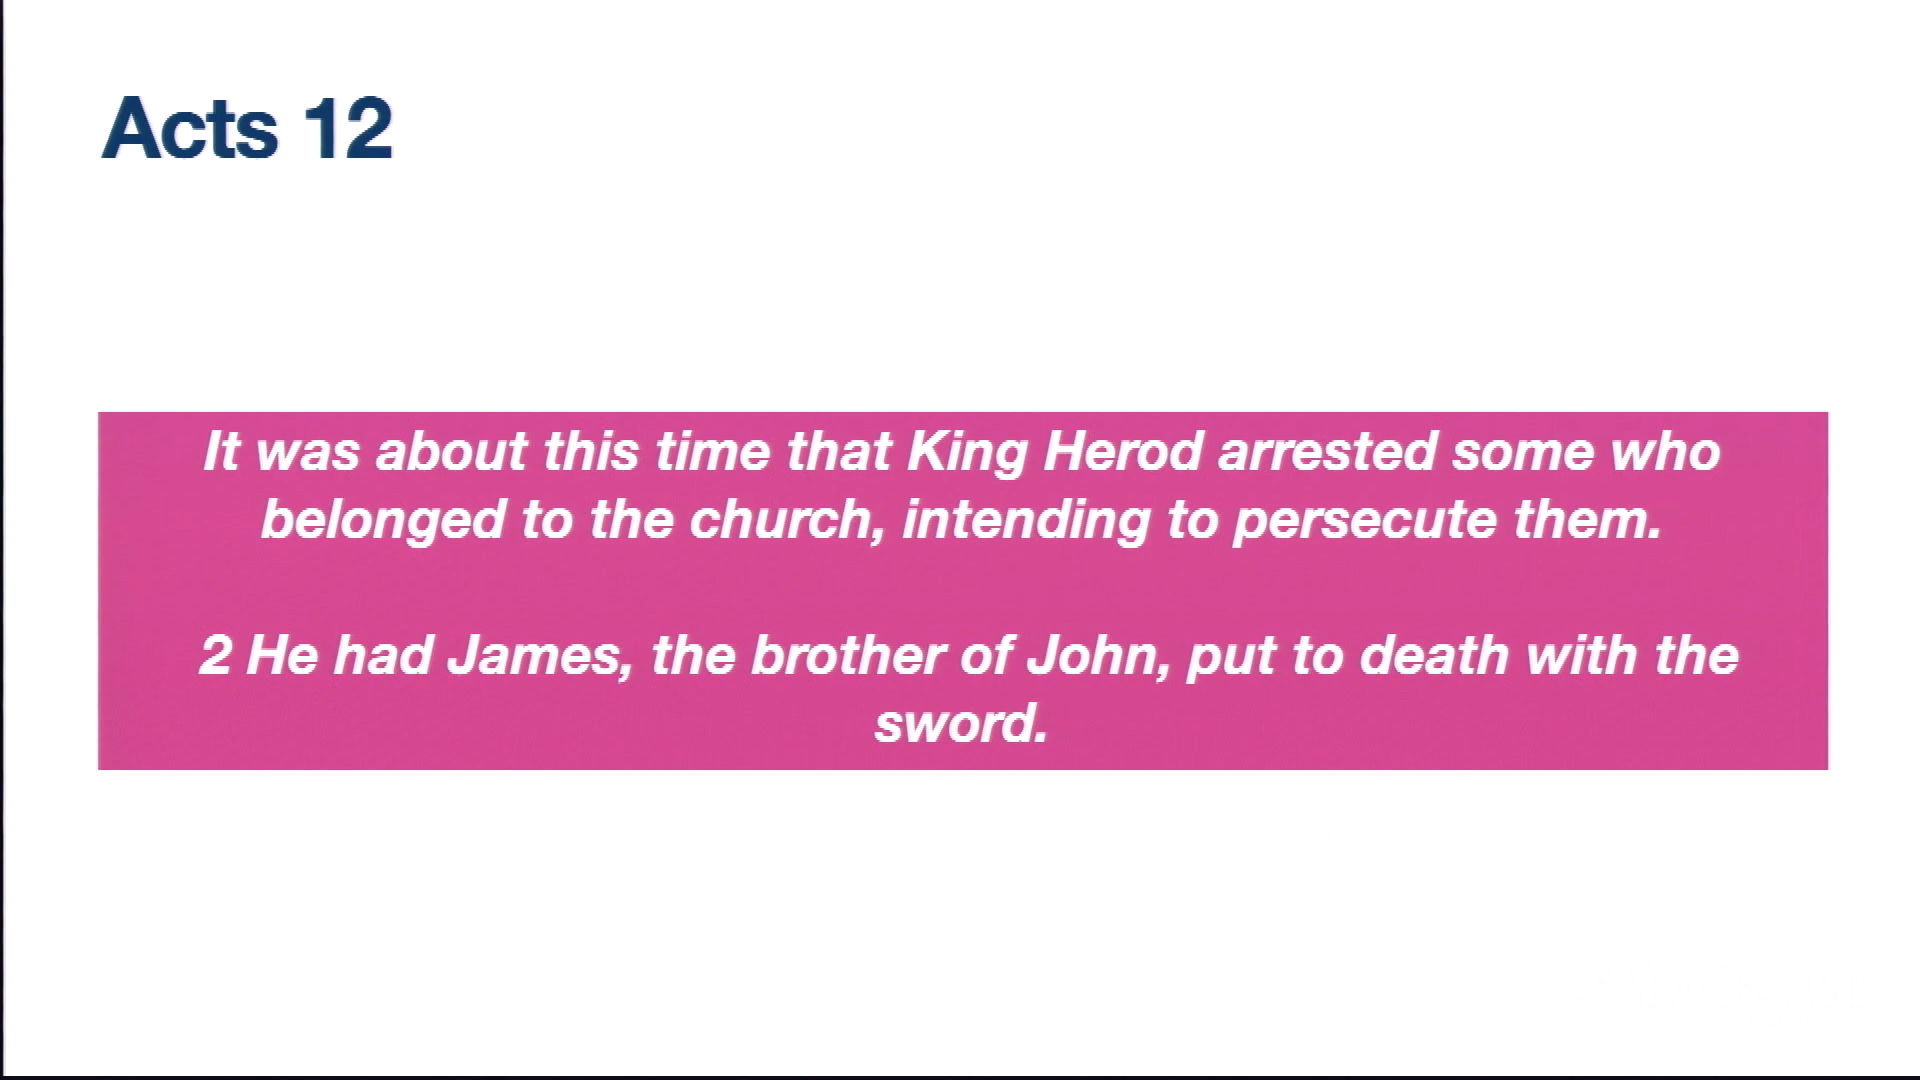 Acts 12
It was about this time that King Herod arrested some who
belonged to the church, intending to persecute them.
2 He had James, the brother of John, put to death with the
sword.